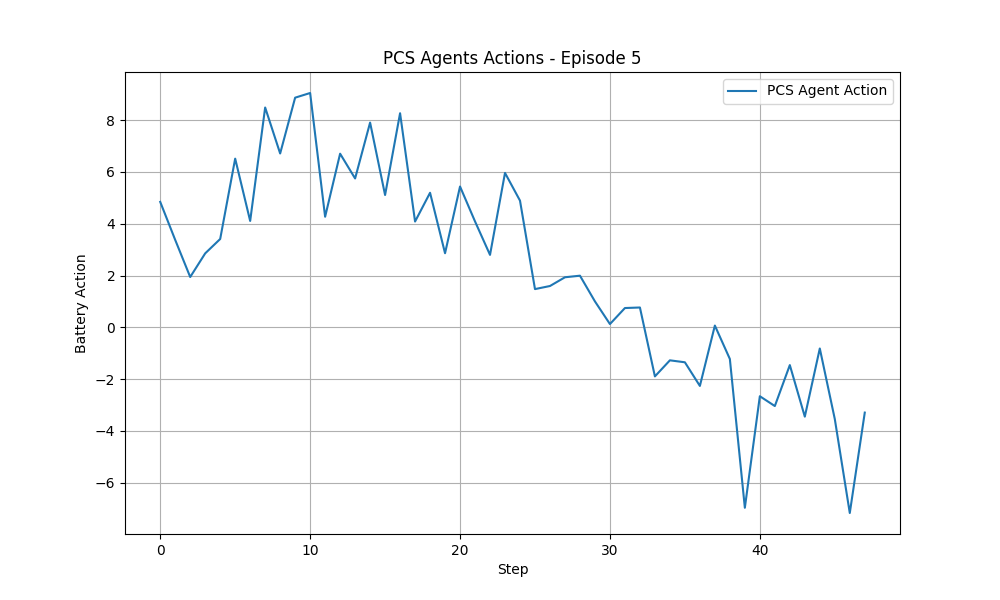 PCS Agents Actions - Episode 5
PCS Agent Action
Battery Action
8
6
4
2
0
−2
−4
−6
0 10 20 30 40
Step